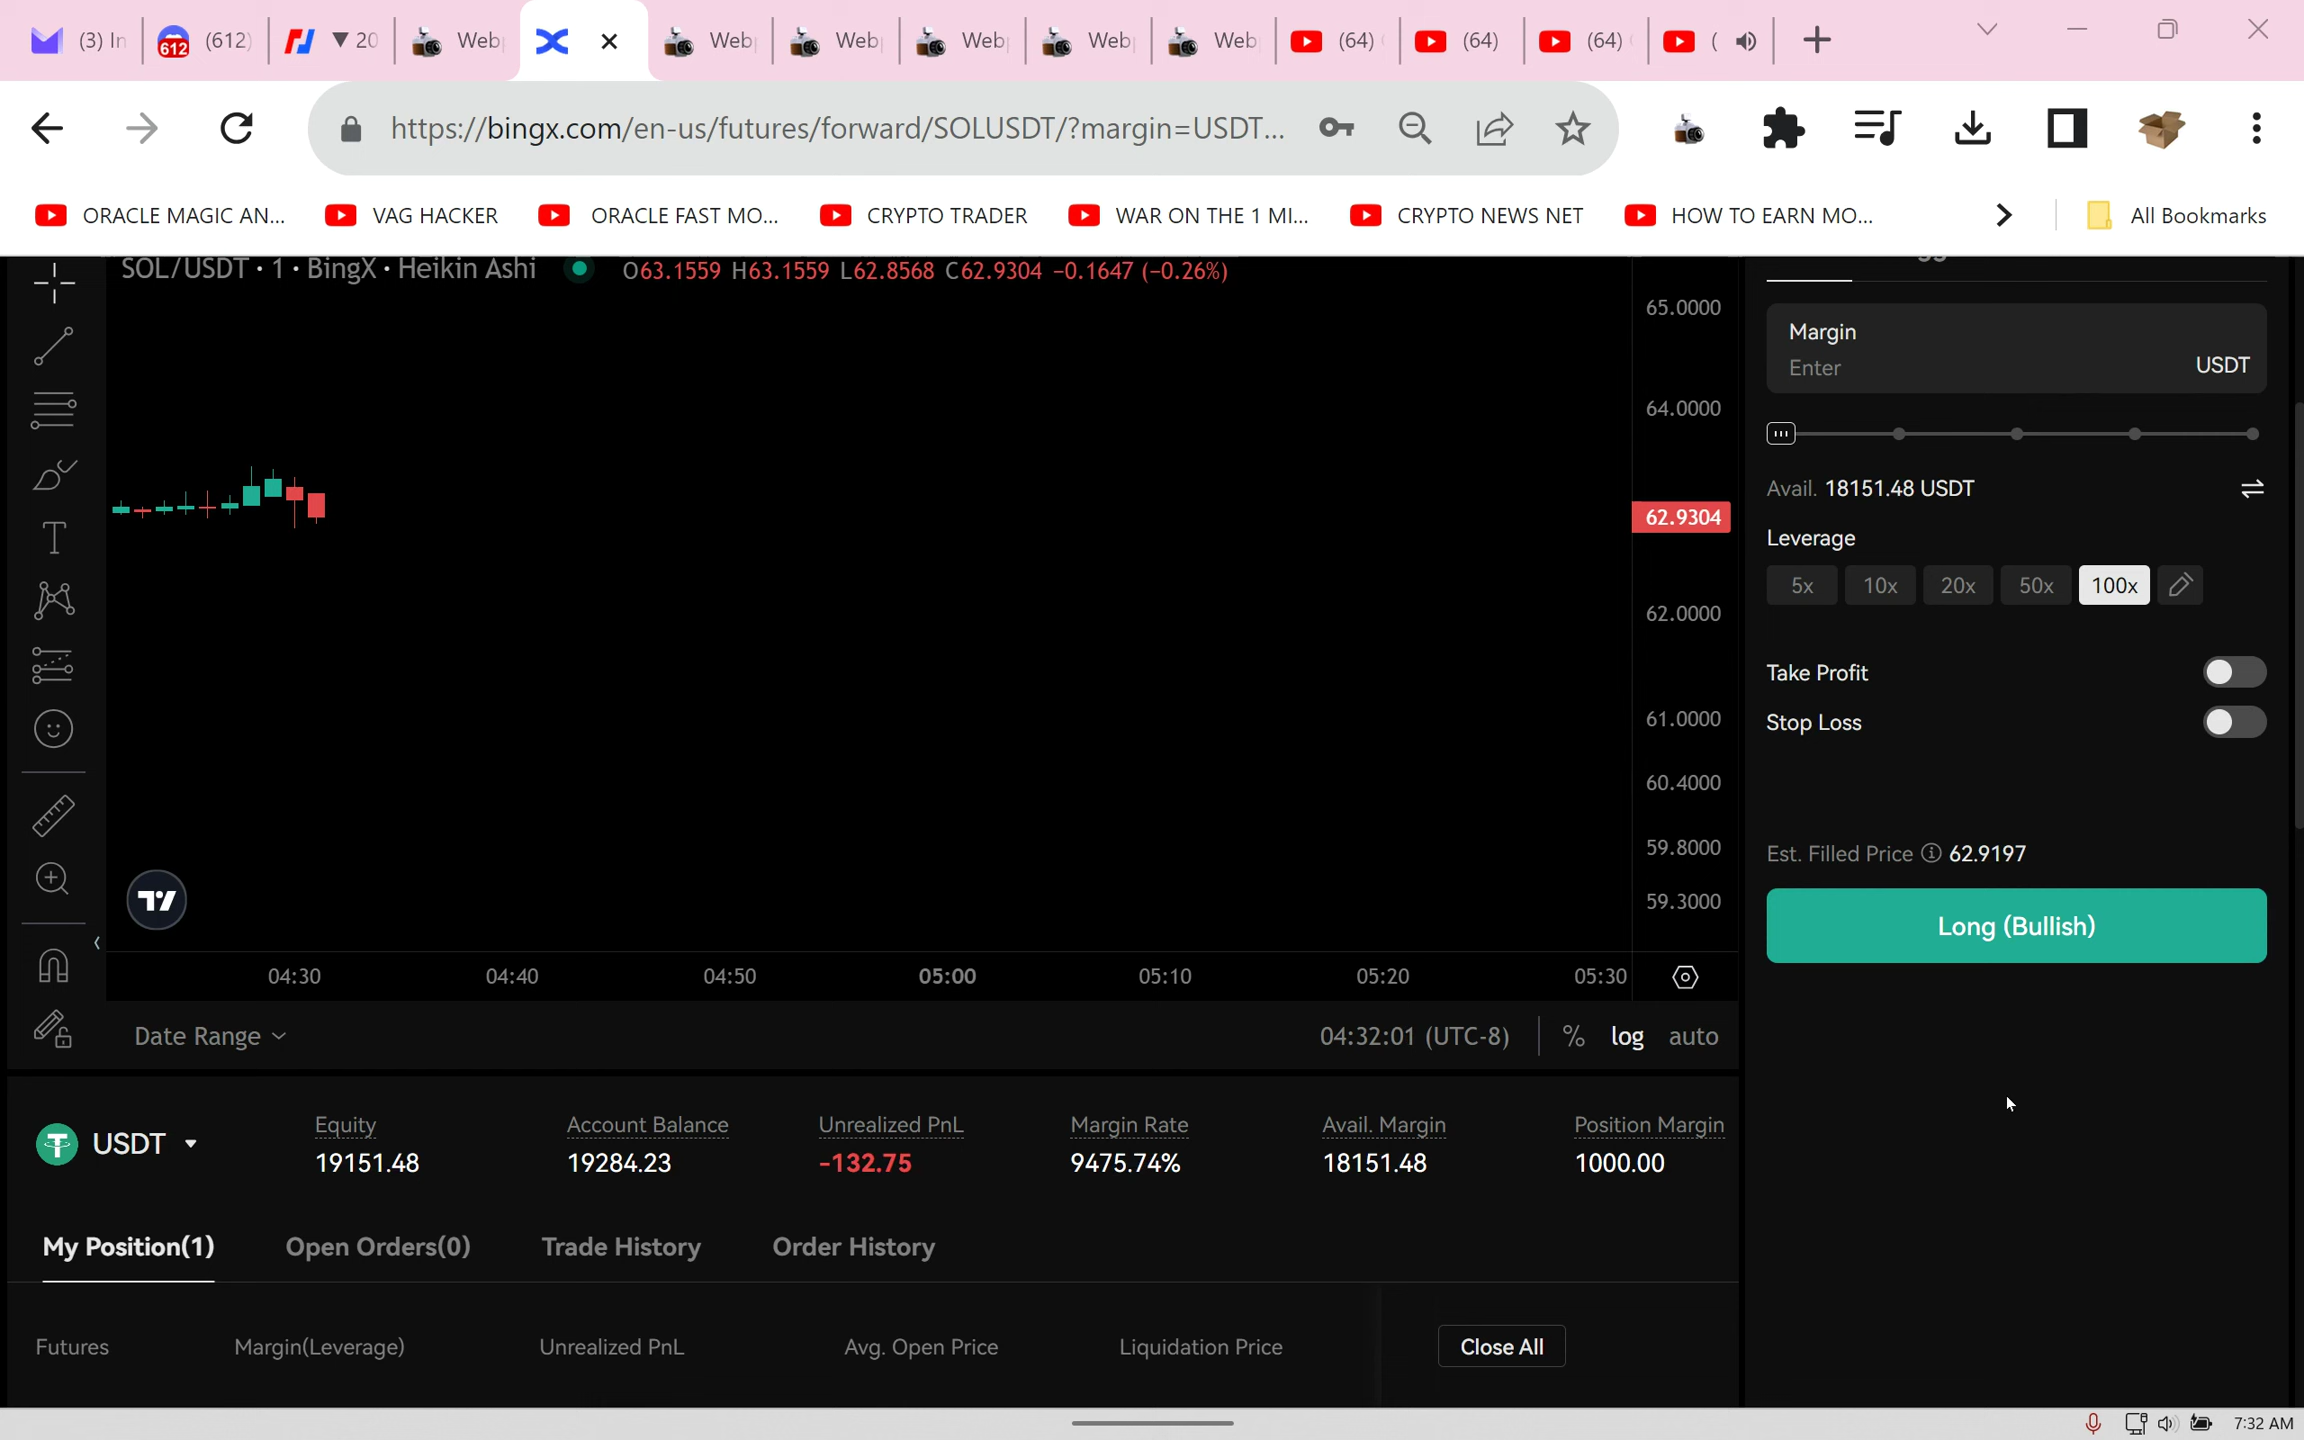 (3) In
612
(612)
▼ 20
Web
Web
Web
Web
Web
Web
(64)
(64)
(64)
(
https://bingx.com/en-us/futures/forward/SOLUSDT/?margin=USDT...
ORACLE MAGIC AN...
VAG HACKER
ORACLE FAST MO...
CRYPTO TRADER
WAR ON THE 1 MI...
CRYPTO NEWS NET
HOW TO EARN MO...
All Bookmarks
SOL/USDT · 1 · BingX · Heikin Ashi
O63.1559 H63.1559 L62.8568 C62.9304 −0.1647 (−0.26%)
65.0000
64.0000
62.9304
62.0000
61.0000
60.4000
59.8000
59.3000
04:30
04:40
04:50
05:00
05:10
05:20
05:30
Date Range
04:32:01 (UTC-8)
%
log
auto
Margin
Enter
USDT
Avail. 18151.48 USDT
Leverage
5x
10x
20x
50x
100x
Take Profit
Stop Loss
Est. Filled Price 62.9197
Long (Bullish)
USDT
Equity
19151.48
Account Balance
19284.23
Unrealized PnL
-132.75
Margin Rate
9475.74%
Avail. Margin
18151.48
Position Margin
1000.00
My Position(1)
Open Orders(0)
Trade History
Order History
Futures
Margin(Leverage)
Unrealized PnL
Avg. Open Price
Liquidation Price
Close All
7:32 AM